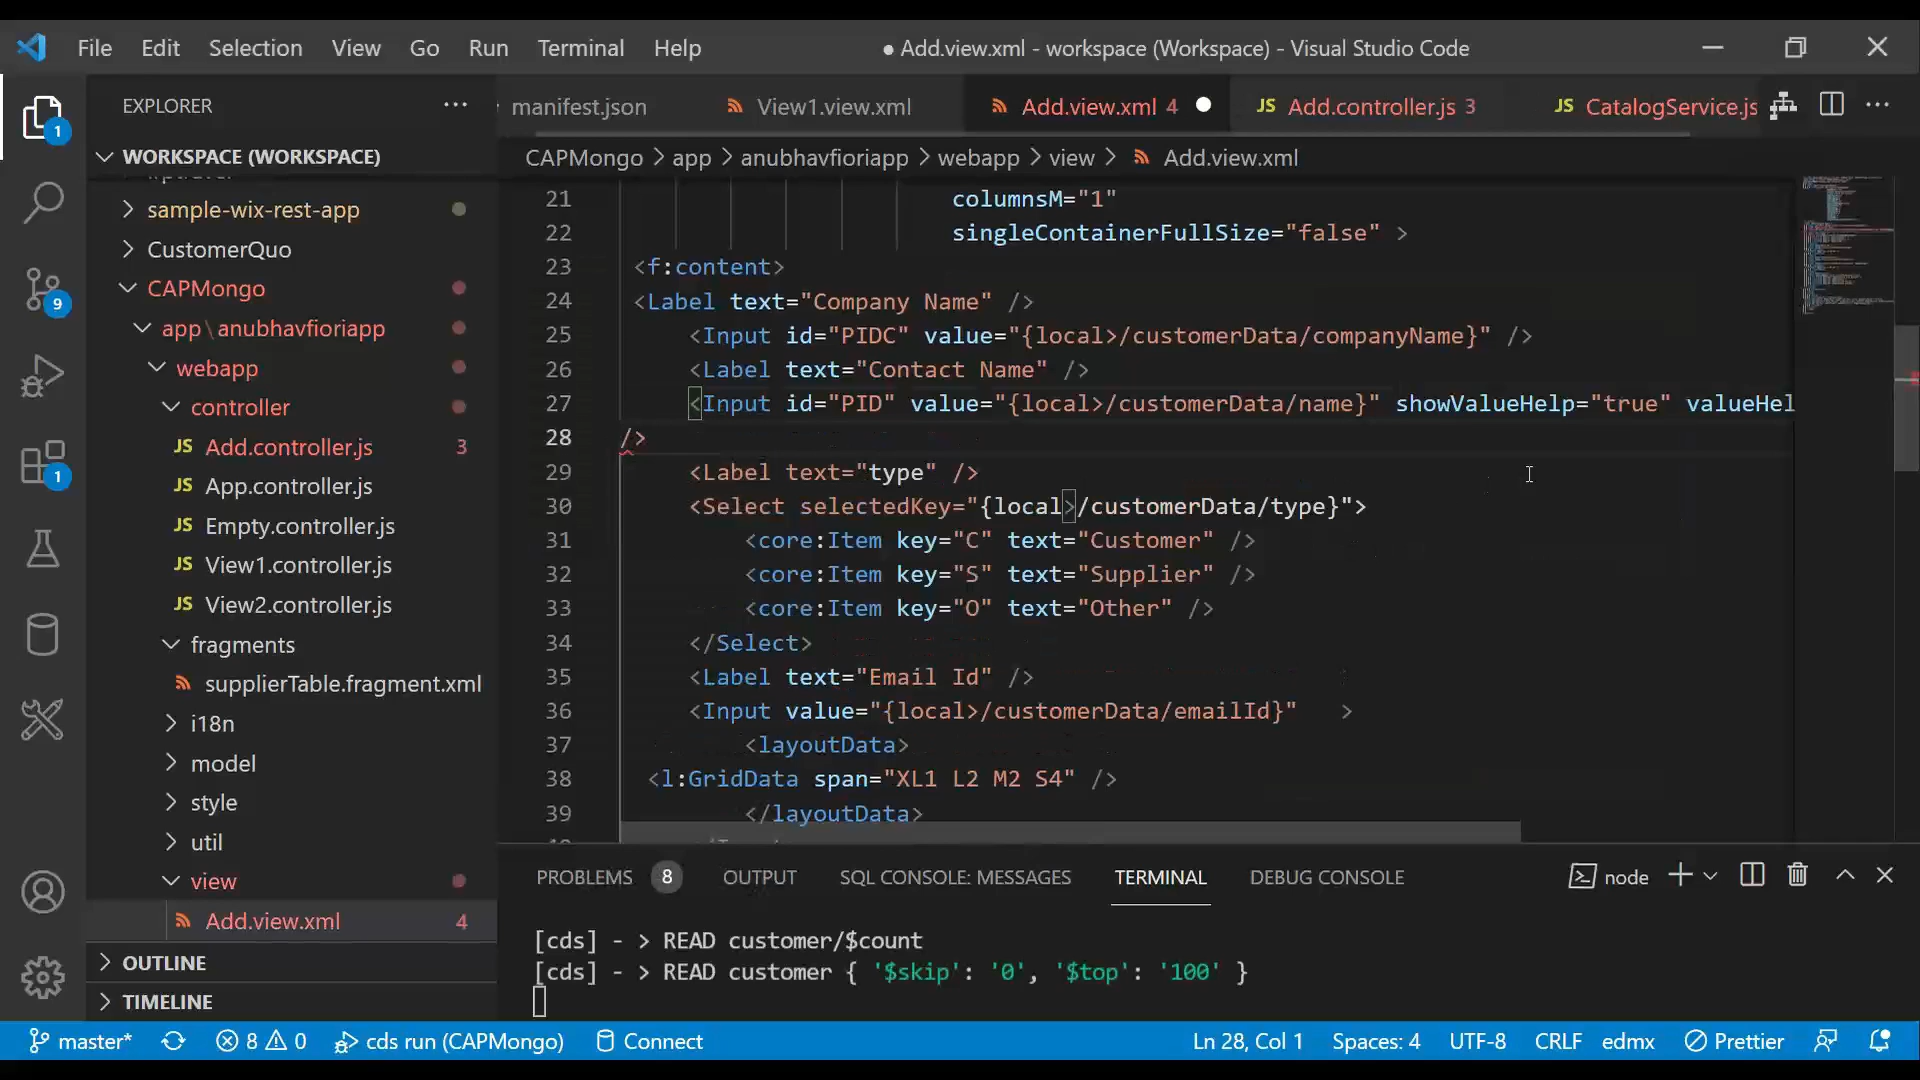 File Edit Selection View Go Run Terminal Help
● Add.view.xml - workspace (Workspace) - Visual Studio Code
EXPLORER ...
manifest.json View1.view.xml Add.view.xml 4 JS Add.controller.js 3 JS CatalogService.js ...
WORKSPACE (WORKSPACE)
CAPMongo > app > anubhavfioriapp > webapp > view > Add.view.xml
sample-wix-rest-app
CustomerQuo
CAPMongo
app\anubhavfioriapp
webapp
controller
JS Add.controller.js 3
JS App.controller.js
JS Empty.controller.js
JS View1.controller.js
JS View2.controller.js
fragments
supplierTable.fragment.xml
i18n
model
style
util
view
Add.view.xml 4
OUTLINE
TIMELINE
1
9
1
21 columnsM="1"
22 singleContainerFullSize="false" >
23 <f:content>
24 <Label text="Company Name" />
25 <Input id="PIDC" value="{local>/customerData/companyName}" />
26 <Label text="Contact Name" />
27 <Input id="PID" value="{local>/customerData/name}" showValueHelp="true" valueHel
28 />
29 <Label text="type" />
30 <Select selectedKey="{local>/customerData/type}">
31 <core:Item key="C" text="Customer" />
32 <core:Item key="S" text="Supplier" />
33 <core:Item key="O" text="Other" />
34 </Select>
35 <Label text="Email Id" />
36 <Input value="{local>/customerData/emailId}" >
37 <layoutData>
38 <l:GridData span="XL1 L2 M2 S4" />
39 </layoutData>
PROBLEMS 8 OUTPUT SQL CONSOLE: MESSAGES TERMINAL DEBUG CONSOLE node
[cds] - > READ customer/$count
[cds] - > READ customer { '$skip': '0', '$top': '100' }
master* 8 0 cds run (CAPMongo) Connect Ln 28, Col 1 Spaces: 4 UTF-8 CRLF edmx Prettier